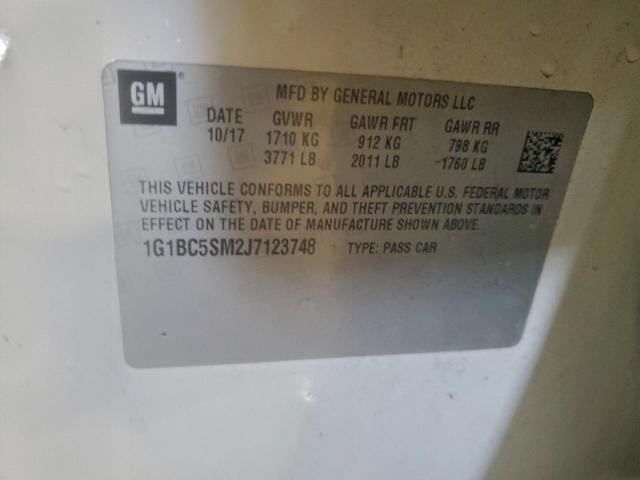 GM
MFD BY GENERAL MOTORS LLC
DATE GVWR GAWR FRT GAWR RR
10/17 1710 KG 912 KG 798 KG
3771 LB 2011 LB 1760 LB
THIS VEHICLE CONFORMS TO ALL APPLICABLE U.S. FEDERAL MOTOR
VEHICLE SAFETY, BUMPER, AND THEFT PREVENTION STANDARDS IN
EFFECT ON THE DATE OF MANUFACTURE SHOWN ABOVE.
1G1BC5SM2J7123748 TYPE: PASS CAR